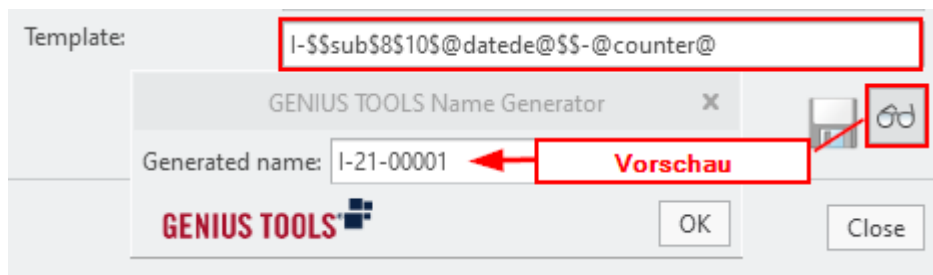 Template:
I-$$sub$8$10$@datede@$$-@counter@
GENIUS TOOLS Name Generator
Generated name:
I-21-00001
Vorschau
GENIUS TOOLS
OK
Close